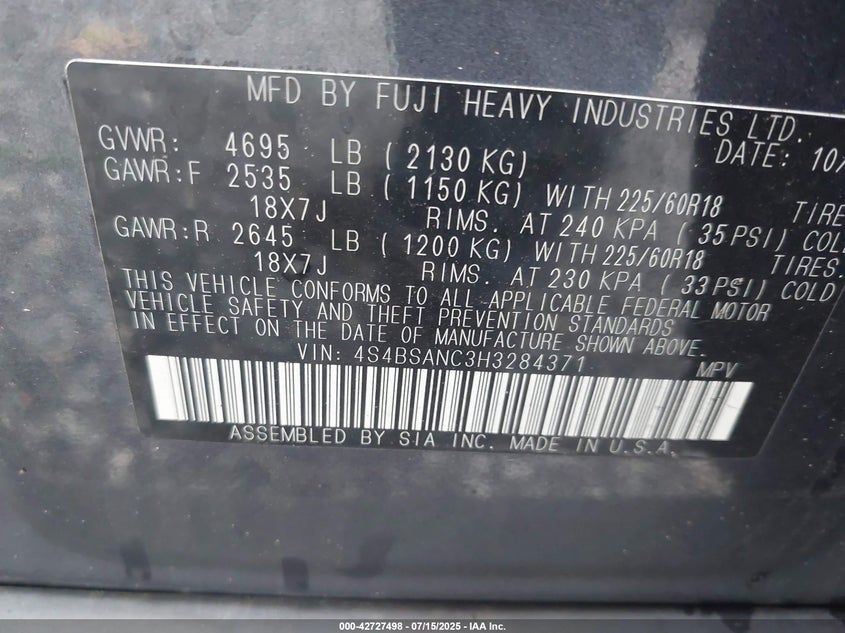 MFD BY FUJI HEAVY INDUSTRIES LTD.
GVWR: 4695 LB ( 2130 KG) DATE: 10/
GAWR:F 2535 LB ( 1150 KG) WITH 225/60R18 TIRE
18X7J RIMS. AT 240 KPA ( 35PSI) COL
GAWR:R 2645 LB ( 1200 KG) WITH 225/60R18 TIRES.
18X7J RIMS. AT 230 KPA ( 33PSI) COLD
THIS VEHICLE CONFORMS TO ALL APPLICABLE FEDERAL MOTOR
VEHICLE SAFETY AND THEFT PREVENTION STANDARDS
IN EFFECT ON THE DATE OF MANUFACTURE SHOWN ABOVE.
VIN: 4S4BSANC3H3284371 MPV
ASSEMBLED BY SIA INC. MADE IN U.S.A.
000-42727498 - 07/15/2025 - IAA Inc.